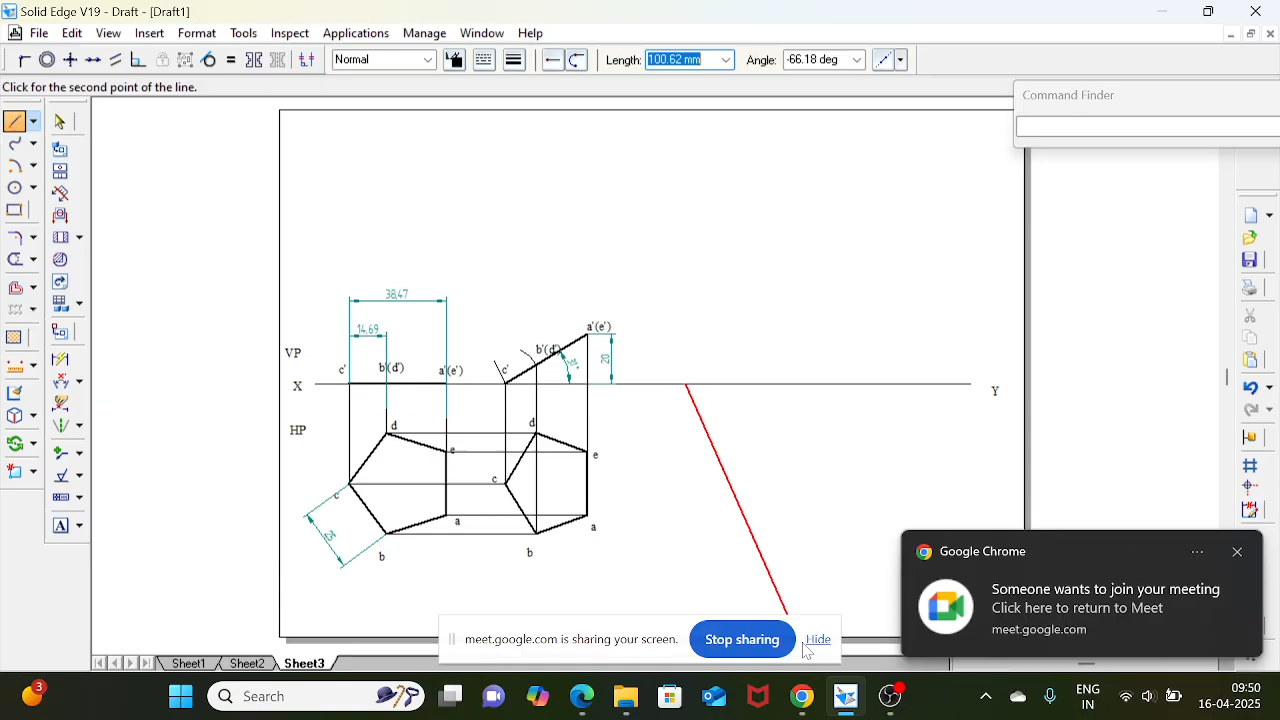 Solid Edge V19 - Draft - [Draft1]
File Edit View Insert Format Tools Inspect Applications Manage Window Help
Normal Length: 100.62 mm Angle: -66.18 deg
Click for the second point of the line.
Command Finder
38,47
14,69
VP
c' b'(d') a'(e')
X
HP
d
e
c
a
b
25
a'(e')
b'(d')
c'
31°
20
Y
d
e
c
a
b
Google Chrome
Someone wants to join your meeting
Click here to return to Meet
meet.google.com
meet.google.com is sharing your screen. Stop sharing Hide
Sheet1 Sheet2 Sheet3
3
Search
ENG
IN
09:50
16-04-2025